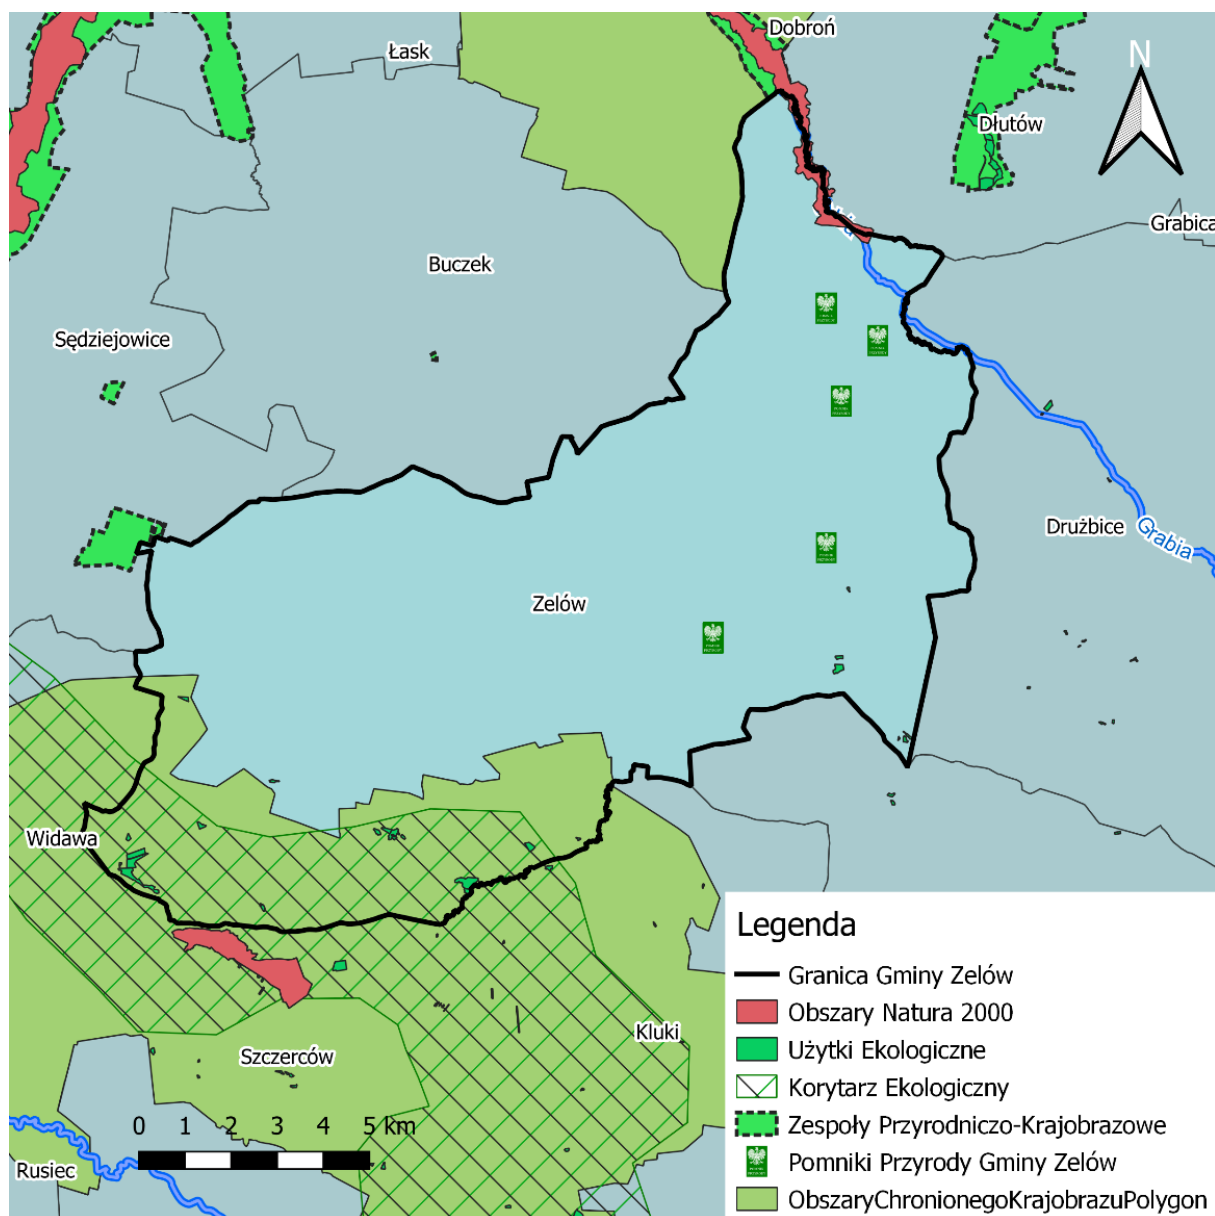 Dobroń
Łask
N
Dłutów
Grabica
Buczek
Sędziejowice
Drużbice
Grabia
Zelów
Widawa
Kluki
Szczerców
Rusiec
0 1 2 3 4 5 km
Legenda
Granica Gminy Zelów
Obszary Natura 2000
Użytki Ekologiczne
Korytarz Ekologiczny
Zespoły Przyrodniczo-Krajobrazowe
Pomniki Przyrody Gminy Zelów
ObszaryChronionegoKrajobrazuPolygon